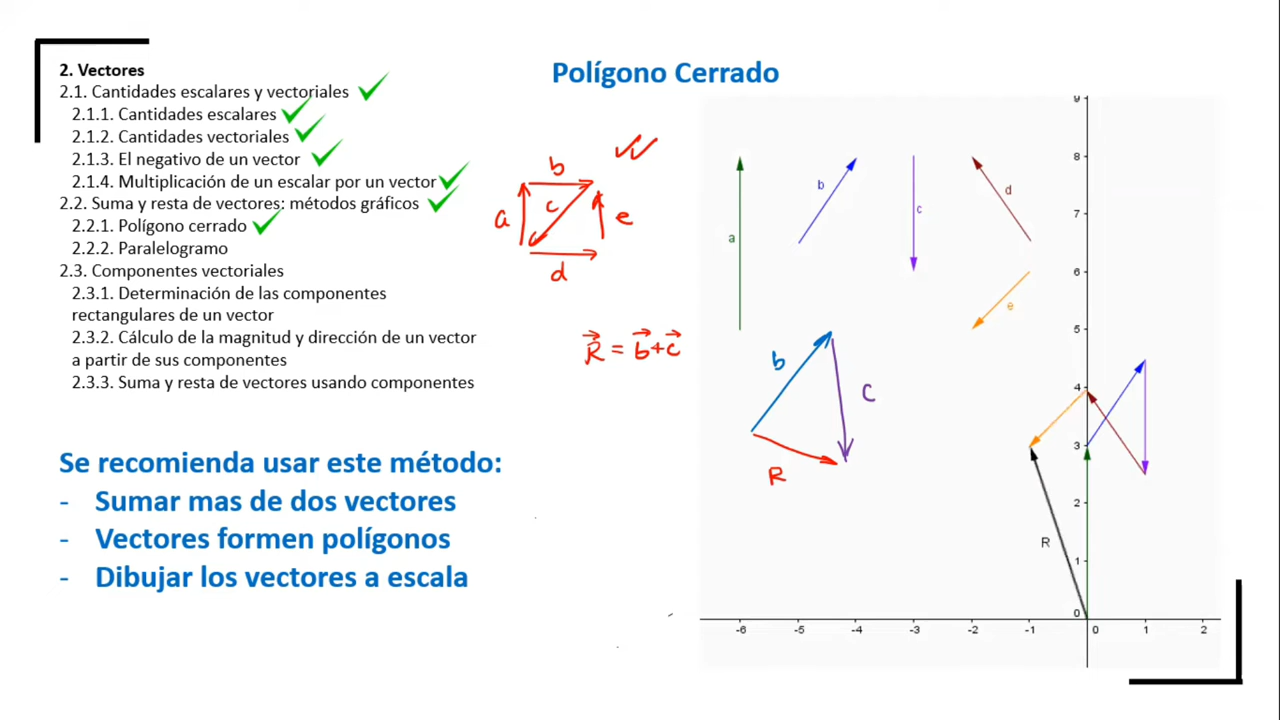 2. Vectores
2.1. Cantidades escalares y vectoriales
2.1.1. Cantidades escalares
2.1.2. Cantidades vectoriales
2.1.3. El negativo de un vector
2.1.4. Multiplicación de un escalar por un vector
2.2. Suma y resta de vectores: métodos gráficos
2.2.1. Polígono cerrado
2.2.2. Paralelogramo
2.3. Componentes vectoriales
2.3.1. Determinación de las componentes
rectangulares de un vector
2.3.2. Cálculo de la magnitud y dirección de un vector
a partir de sus componentes
2.3.3. Suma y resta de vectores usando componentes
Se recomienda usar este método:
- Sumar mas de dos vectores
- Vectores formen polígonos
- Dibujar los vectores a escala
Polígono Cerrado
b
a c e
d
R = b+c
b
C
R
a
b
c
d
e
R
9
8
7
6
5
4
3
2
1
0
-6 -5 -4 -3 -2 -1 0 1 2